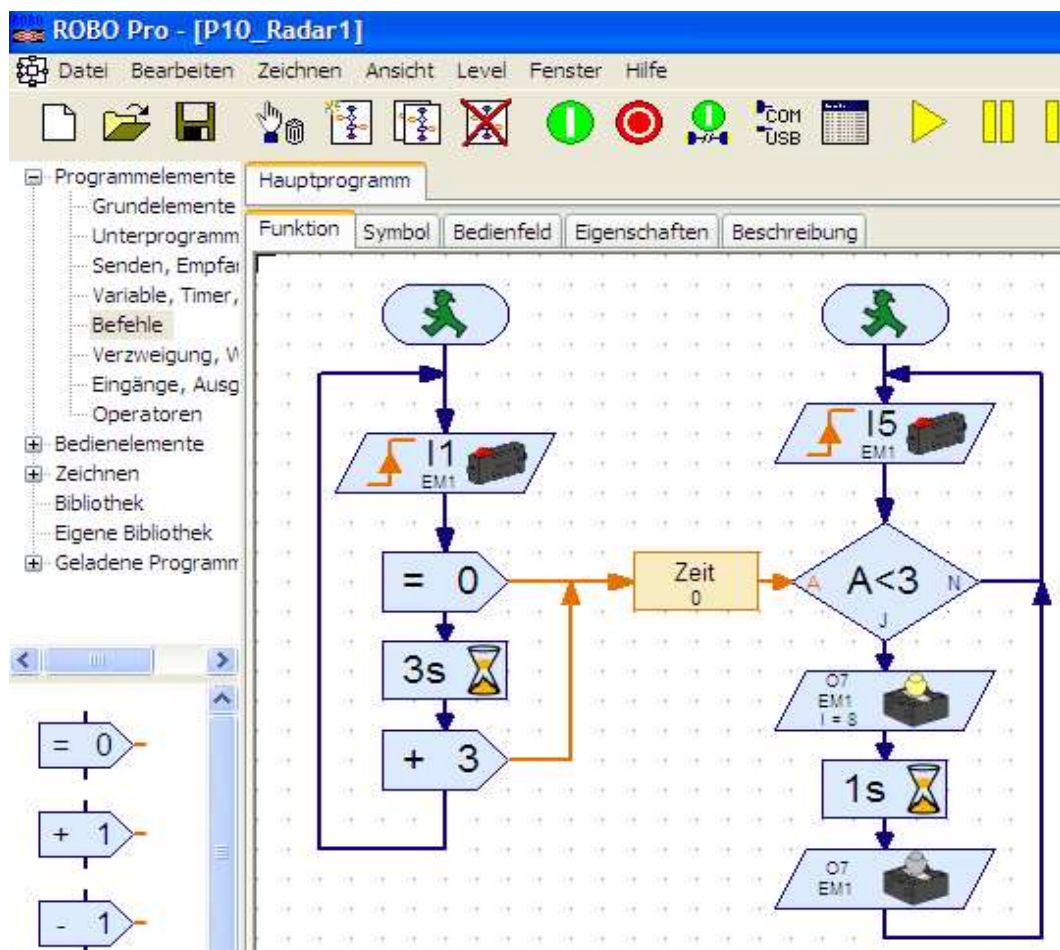 ROBO Pro - [P10_Radar1]
Datei Bearbeiten Zeichnen Ansicht Level Fenster Hilfe
COM
USB
Programmelemente
Grundelemente
Unterprogramm
Senden, Empfa
Variable, Timer,
Befehle
Verzweigung, W
Eingänge, Ausg
Operatoren
Bedienelemente
Zeichnen
Bibliothek
Eigene Bibliothek
Geladene Programm
= 0
+ 1
- 1
Hauptprogramm
Funktion Symbol Bedienfeld Eigenschaften Beschreibung
I1
EM1
= 0
3s
+ 3
Zeit
0
I5
EM1
A A<3 N
J
O7
EM1
I = 8
1s
O7
EM1